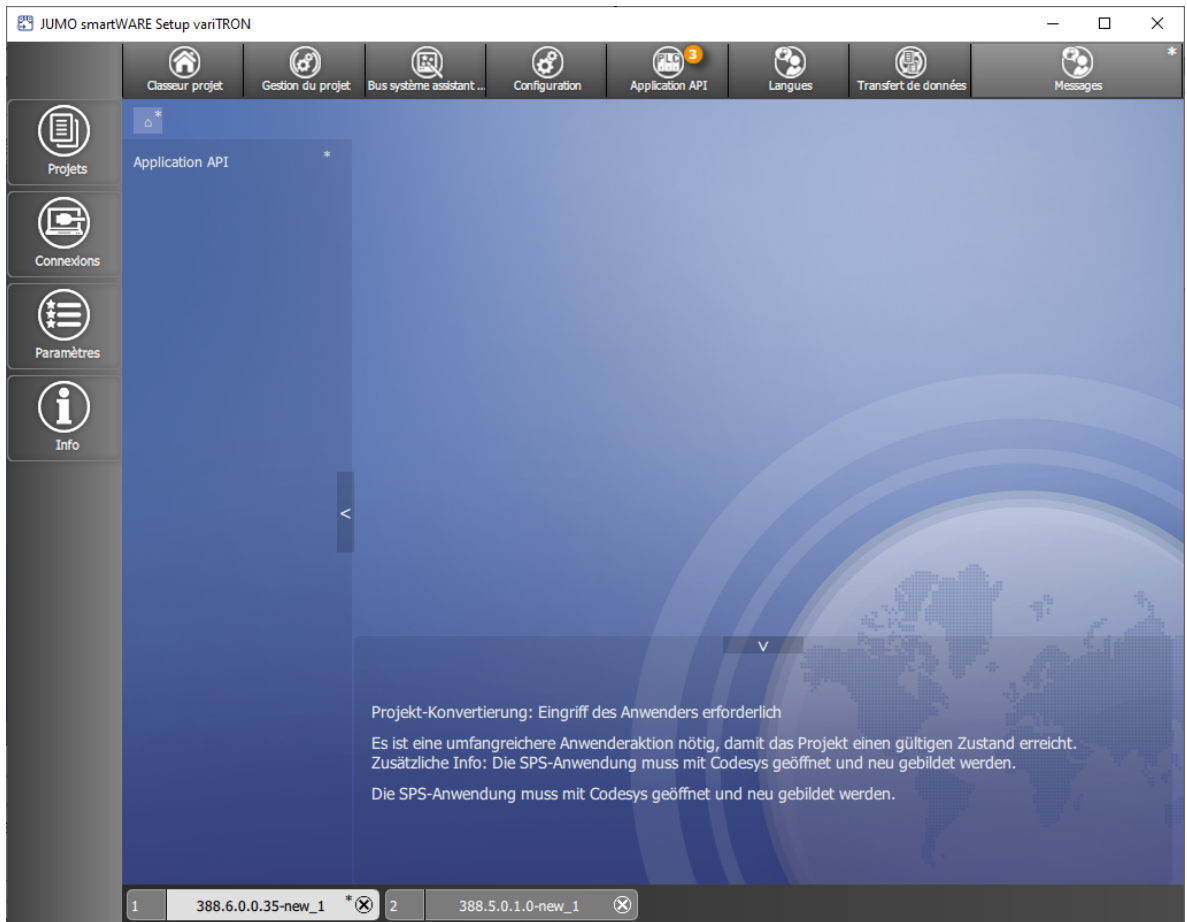 JUMO smartWARE Setup variTRON
Classeur projet
Gestion du projet
Bus système assistant ...
Configuration
PLC
3
Application API
Langues
Transfert de données
Messages
*
Projets
Connexions
Paramètres
Info
*
Application API *
<
v
Projekt-Konvertierung: Eingriff des Anwenders erforderlich
Es ist eine umfangreichere Anwenderaktion nötig, damit das Projekt einen gültigen Zustand erreicht.
Zusätzliche Info: Die SPS-Anwendung muss mit Codesys geöffnet und neu gebildet werden.
Die SPS-Anwendung muss mit Codesys geöffnet und neu gebildet werden.
1 388.6.0.0.35-new_1 * 2 388.5.0.1.0-new_1